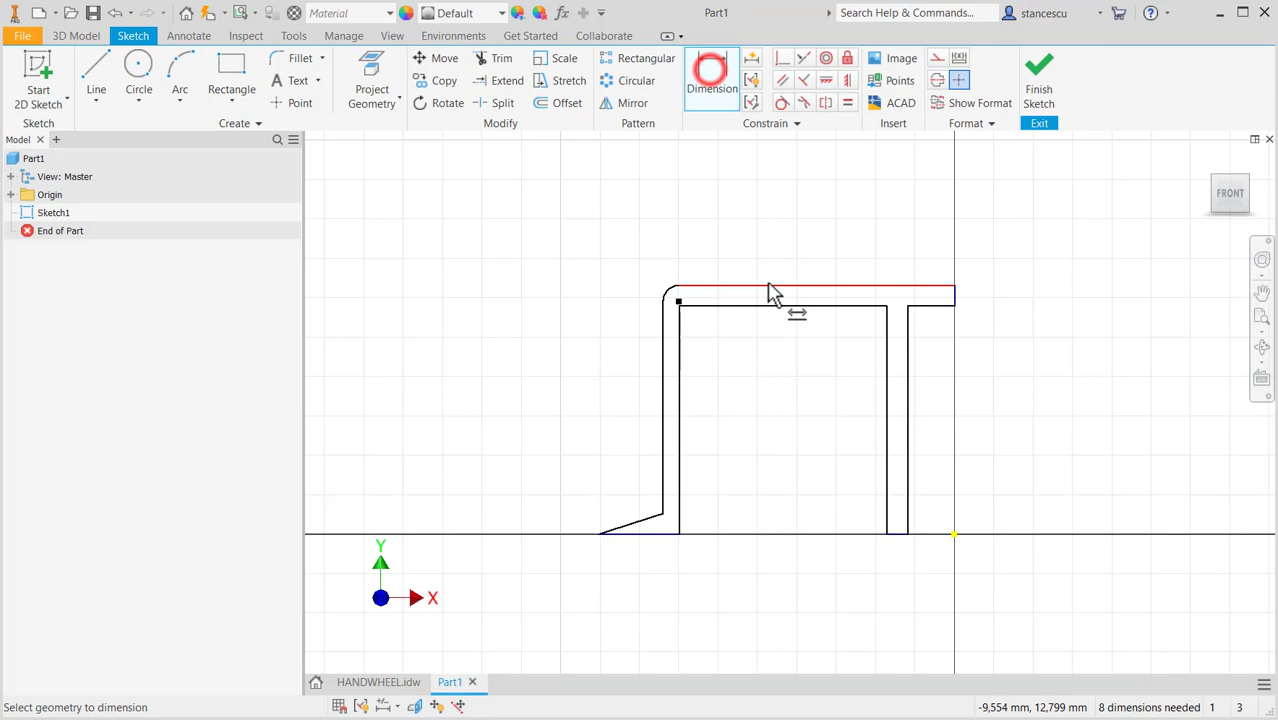 Material
Default
Part1
Search Help & Commands...
stancescu
File
3D Model
Sketch
Annotate
Inspect
Tools
Manage
View
Environments
Get Started
Collaborate
Start
2D Sketch
Line
Circle
Arc
Rectangle
Fillet
Text
Point
Project
Geometry
Move
Copy
Rotate
Trim
Extend
Split
Scale
Stretch
Offset
Rectangular
Circular
Mirror
Dimension
Image
Points
ACAD
Show Format
Finish
Sketch
Sketch
Create
Modify
Pattern
Constrain
Insert
Format
Exit
Model
Part1
View: Master
Origin
Sketch1
End of Part
FRONT
Y
X
HANDWHEEL.idw
Part1
Select geometry to dimension
-9,554 mm, 12,799 mm
8 dimensions needed
1
3